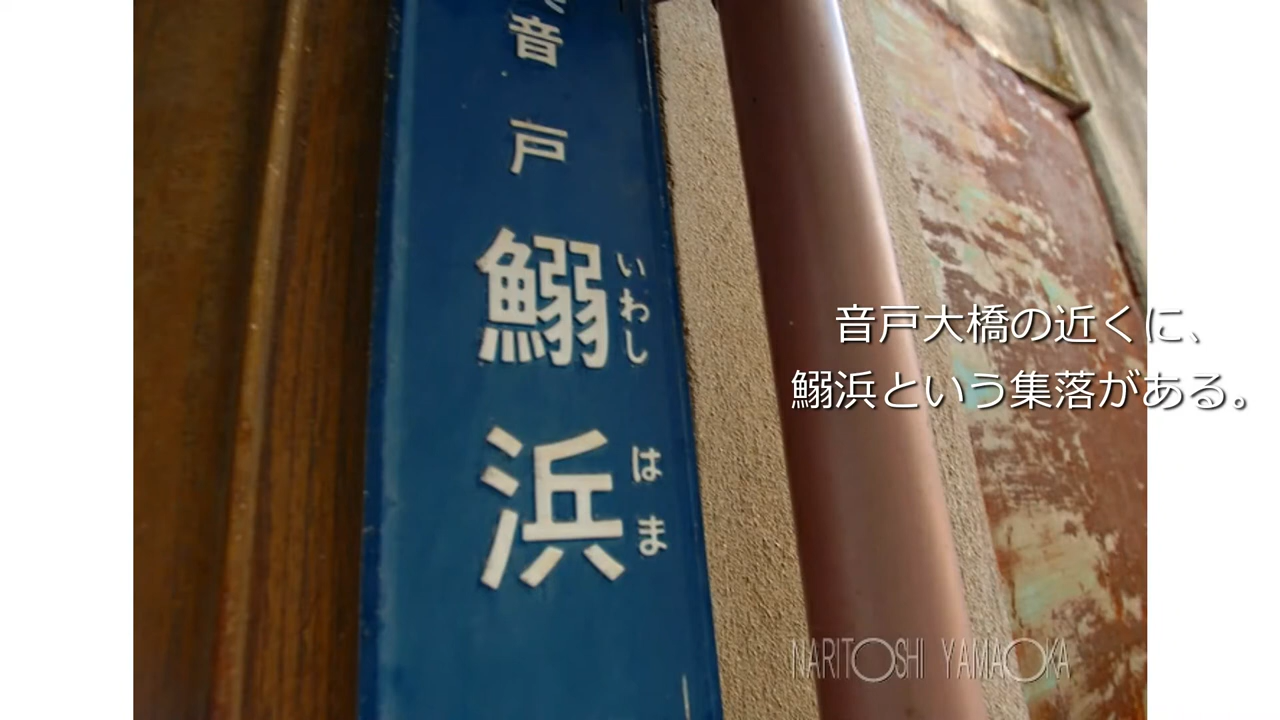 音戸
鰯浜
いわし
はま
音戸大橋の近くに、
鰯浜という集落がある。
NARITOSHI YAMAOKA